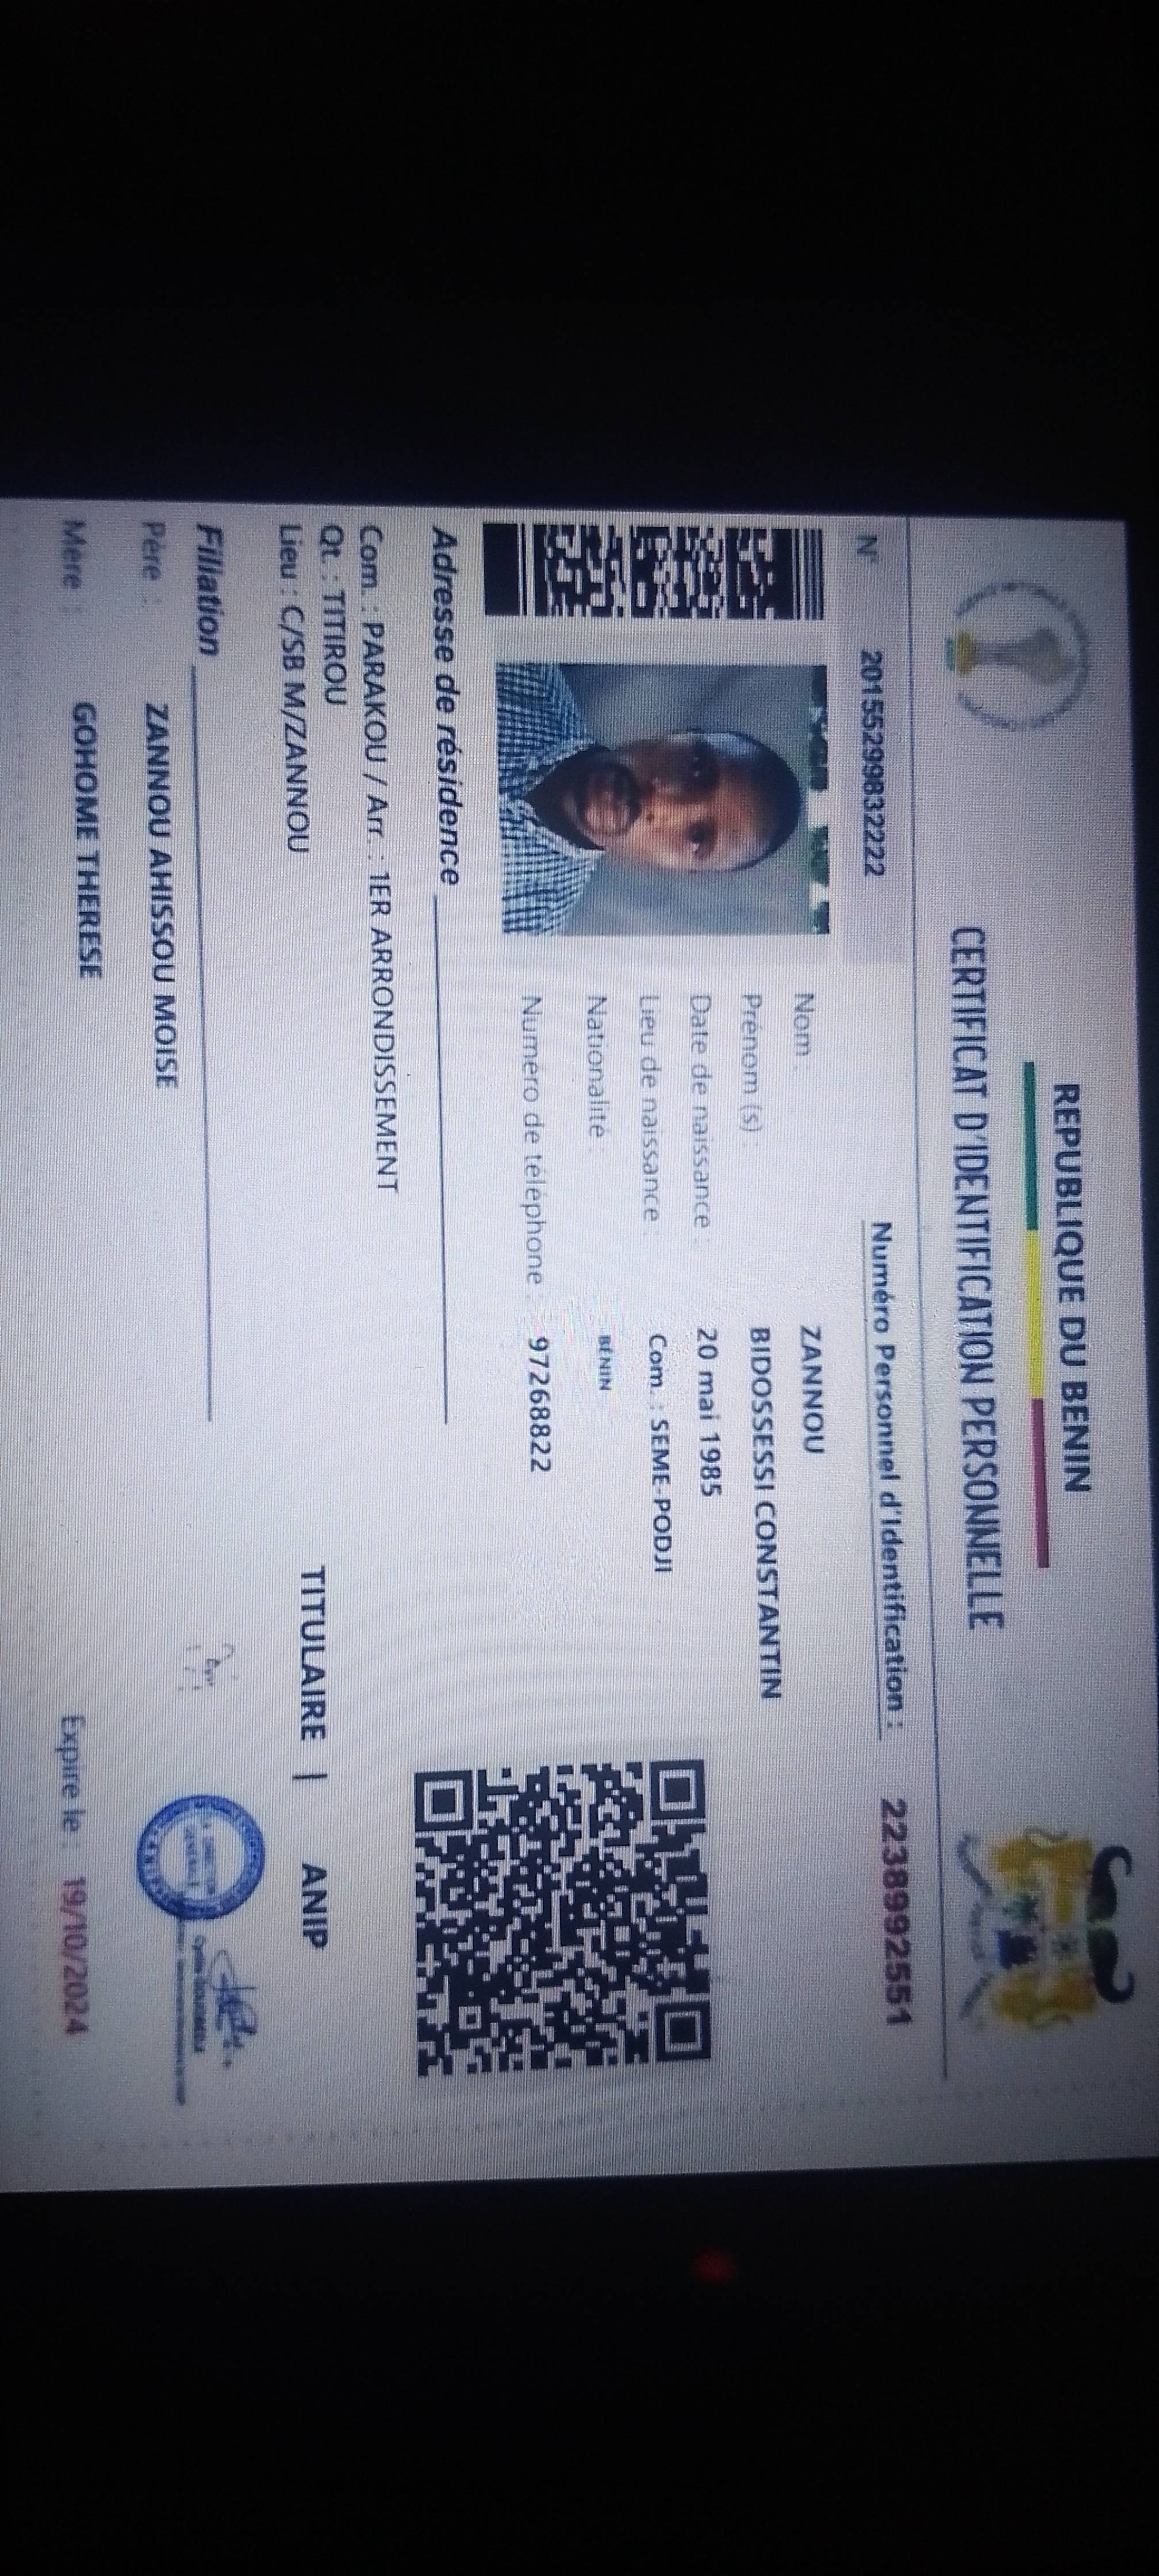 REPUBLIQUE DU BENIN
CERTIFICAT D'IDENTIFICATION PERSONNELLE
N° 20155299832222 Numéro Personnel d'Identification : 2238992551
Nom : ZANNOU
Prénom (s) : BIDOSSESSI CONSTANTIN
Date de naissance : 20 mai 1985
Lieu de naissance : Com. : SEME-PODJI
Nationalité : BÉNIN
Numéro de téléphone : 97268822
Adresse de résidence
Com. : PARAKOU / Arr. : 1ER ARRONDISSEMENT
Qt. : TITIROU
Lieu : C/SB M/ZANNOU
TITULAIRE | ANIP
Filiation
Père : ZANNOU AHISSOU MOISE
Mère : GOHOME THERESE
Expire le : 19/10/2024